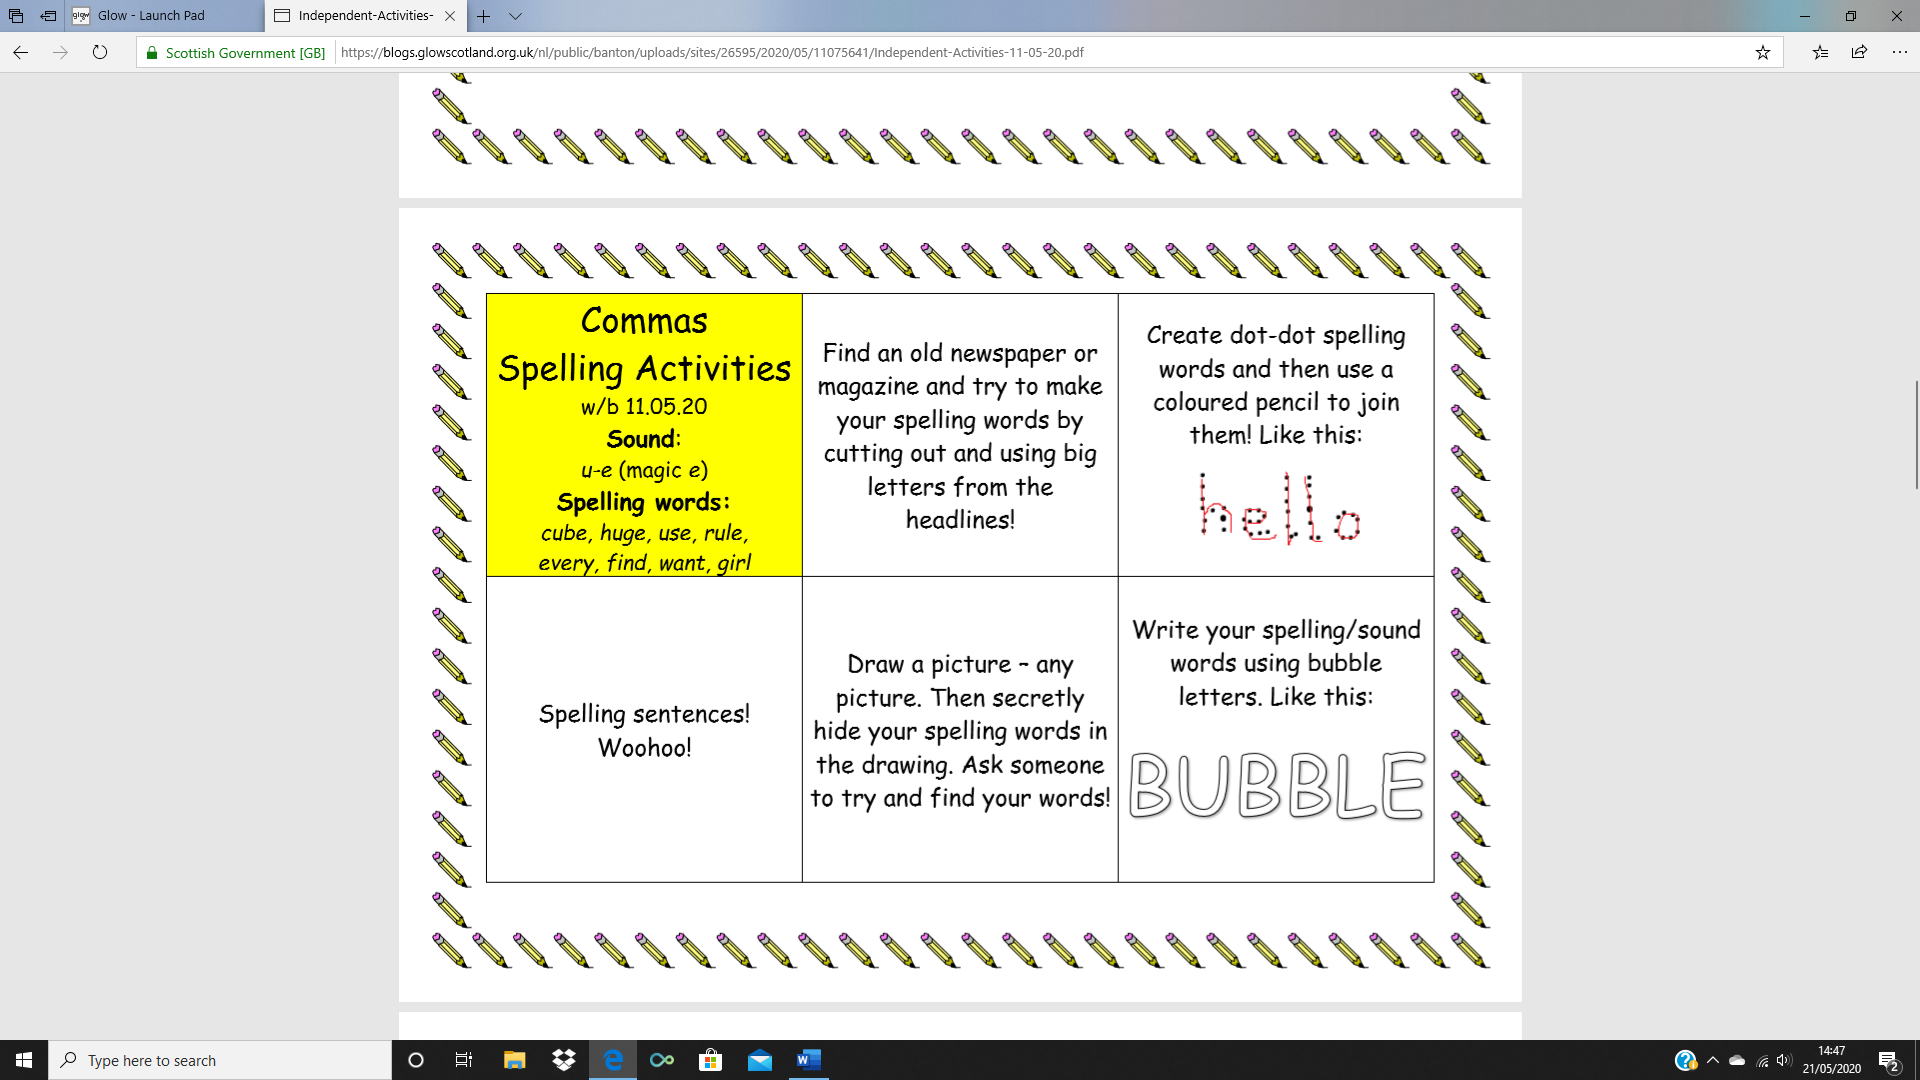 Glow - Launch Pad
Independent-Activities-
Scottish Government [GB]
https://blogs.glowscotland.org.uk/nl/public/banton/uploads/sites/26595/2020/05/11075641/Independent-Activities-11-05-20.pdf
Commas
Spelling Activities
w/b 11.05.20
Sound:
u-e (magic e)
Spelling words:
cube, huge, use, rule,
every, find, want, girl
Find an old newspaper or
magazine and try to make
your spelling words by
cutting out and using big
letters from the
headlines!
Create dot-dot spelling
words and then use a
coloured pencil to join
them! Like this:
hello
Spelling sentences!
Woohoo!
Draw a picture – any
picture. Then secretly
hide your spelling words in
the drawing. Ask someone
to try and find your words!
Write your spelling/sound
words using bubble
letters. Like this:
BUBBLE
Type here to search
14:47
21/05/2020
2